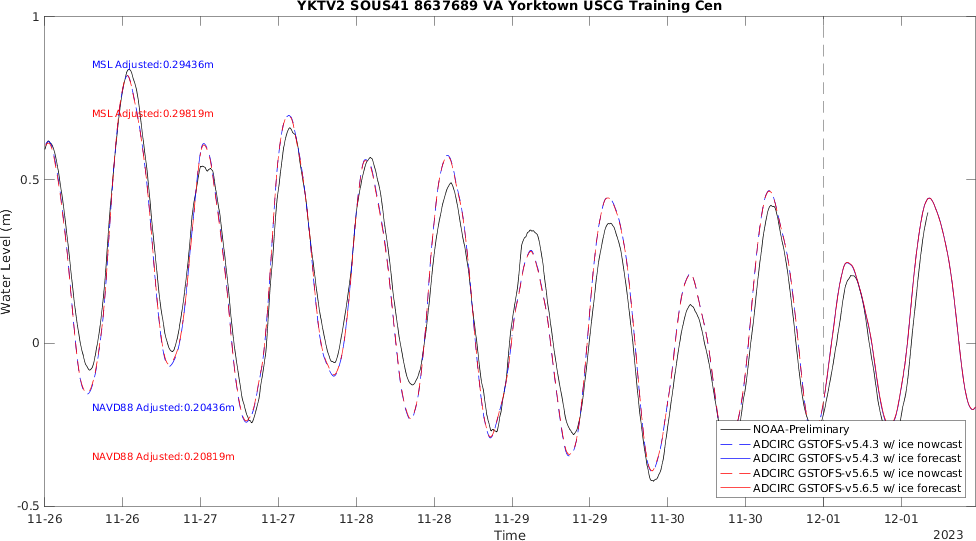 YKTV2 SOUS41 8637689 VA Yorktown USCG Training Cen
1
0.5
0
-0.5
Water Level (m)
MSL Adjusted:0.29436m
MSL Adjusted:0.29819m
NAVD88 Adjusted:0.20436m
NAVD88 Adjusted:0.20819m
NOAA-Preliminary
ADCIRC GSTOFS-v5.4.3 w/ ice nowcast
ADCIRC GSTOFS-v5.4.3 w/ ice forecast
ADCIRC GSTOFS-v5.6.5 w/ ice nowcast
ADCIRC GSTOFS-v5.6.5 w/ ice forecast
11-26 11-26 11-27 11-27 11-28 11-28 11-29 11-29 11-30 11-30 12-01 12-01
Time
2023